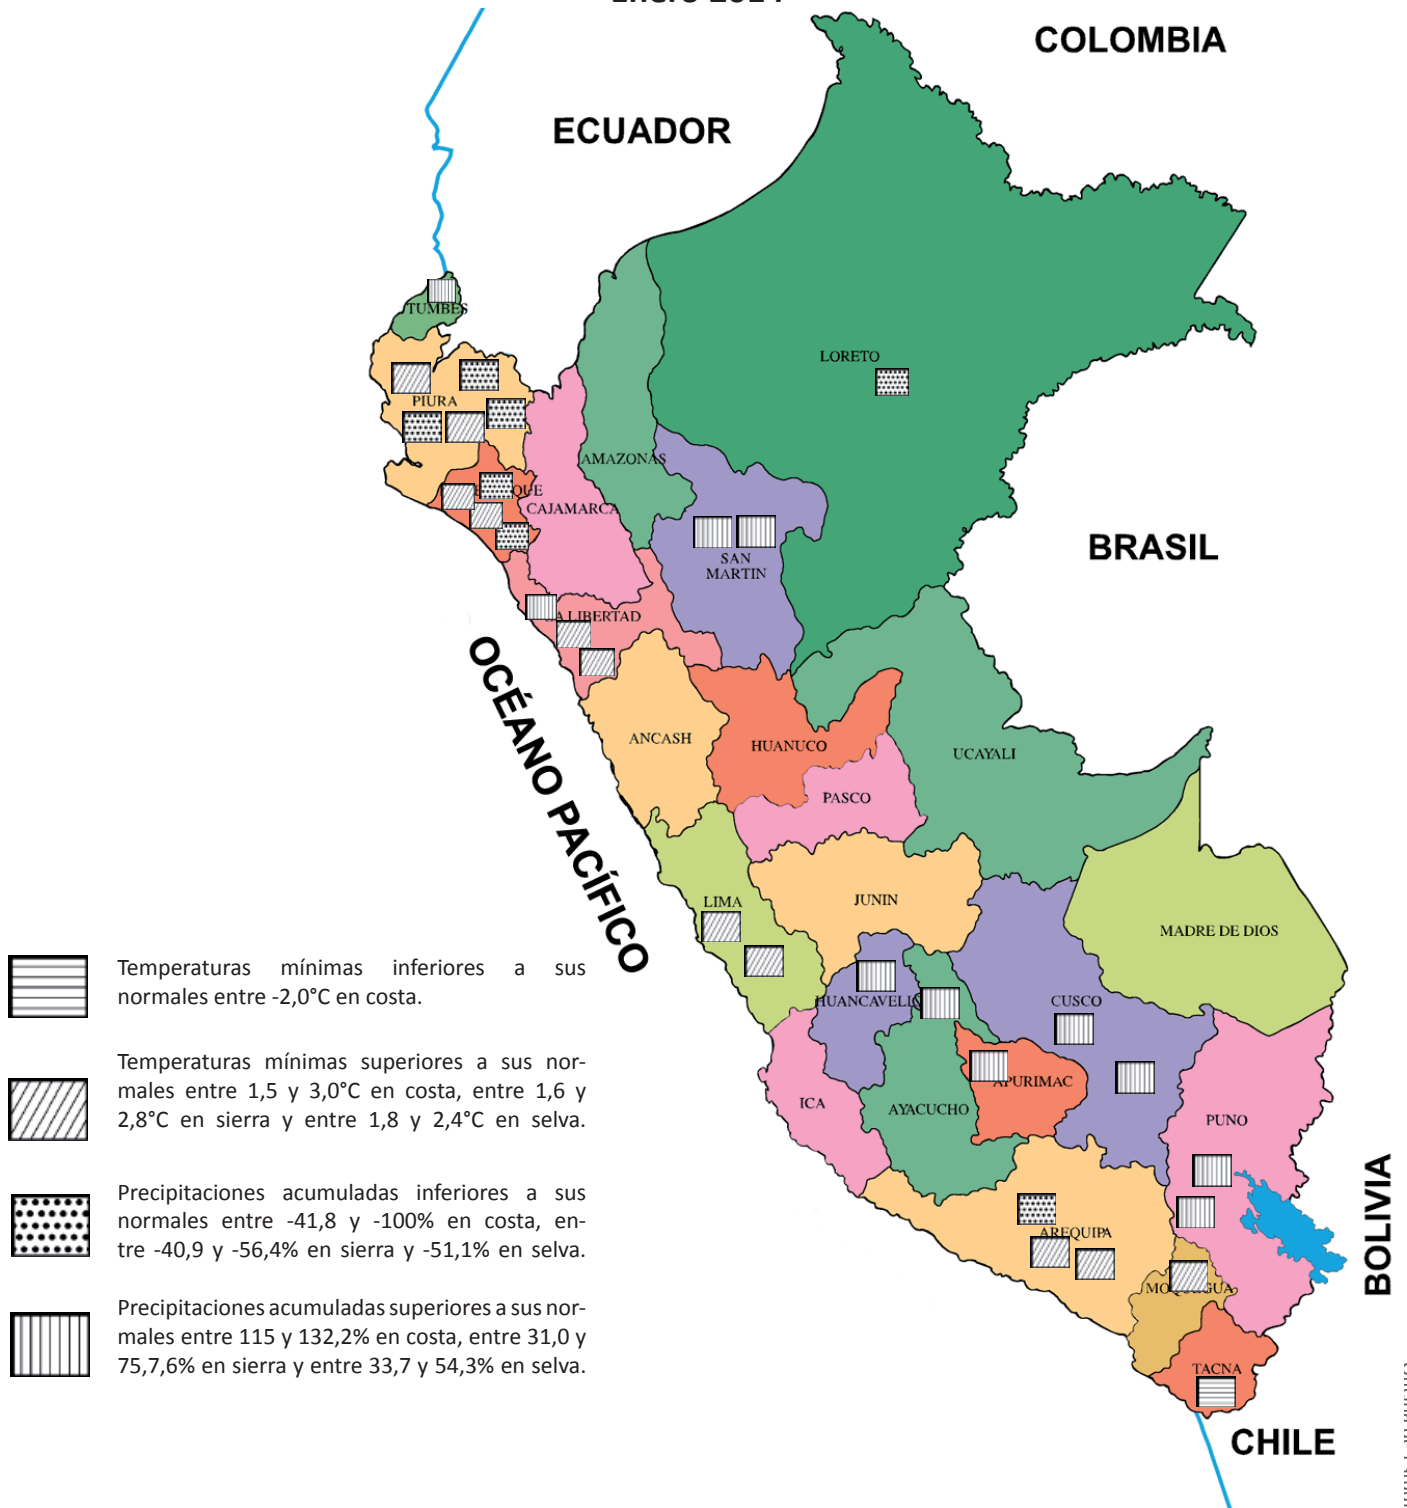 COLOMBIA
ECUADOR
TUMBES
LORETO
PIURA
AMAZONAS
CAJAMARCA
BRASIL
SAN
MARTIN
LIBERTAD
OCÉANO PACÍFICO
ANCASH
HUANUCO
UCAYALI
PASCO
JUNIN
LIMA
MADRE DE DIOS
HUANCAVELIC
CUSCO
APURIMAC
ICA
AYACUCHO
PUNO
BOLIVIA
AREQUIPA
TACNA
CHILE
Temperaturas mínimas inferiores a sus
normales entre -2,0°C en costa.
Temperaturas mínimas superiores a sus nor-
males entre 1,5 y 3,0°C en costa, entre 1,6 y
2,8°C en sierra y entre 1,8 y 2,4°C en selva.
Precipitaciones acumuladas inferiores a sus
normales entre -41,8 y -100% en costa, en-
tre -40,9 y -56,4% en sierra y -51,1% en selva.
Precipitaciones acumuladas superiores a sus nor-
males entre 115 y 132,2% en costa, entre 31,0 y
75,7,6% en sierra y entre 33,7 y 54,3% en selva.